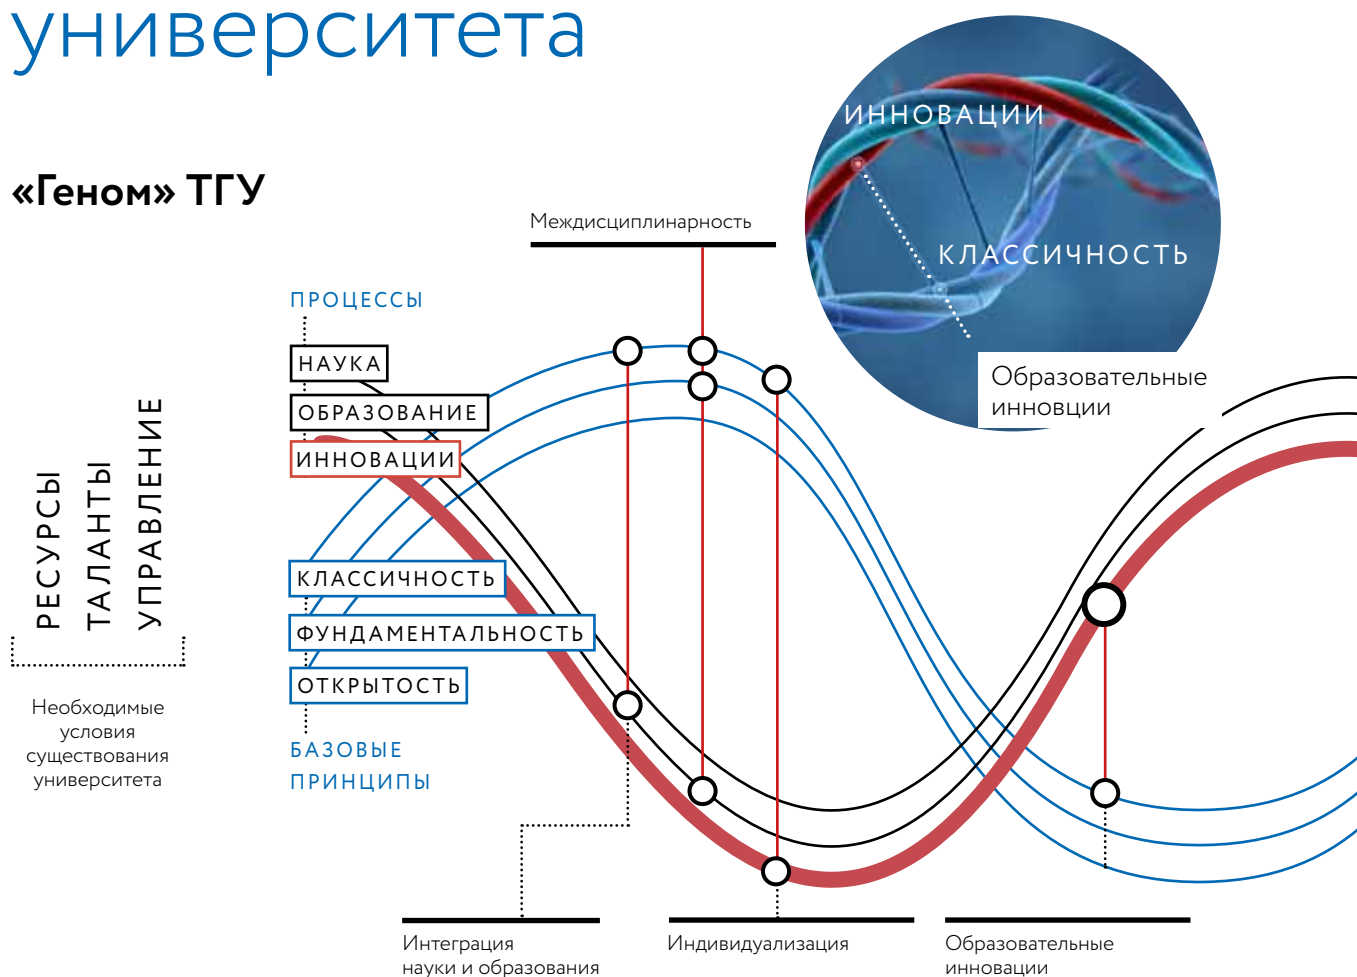 университета
«Геном» ТГУ
ИННОВАЦИИ
КЛАССИЧНОСТЬ
Образовательные
инновции
Междисциплинарность
ПРОЦЕССЫ
НАУКА
ОБРАЗОВАНИЕ
ИННОВАЦИИ
РЕСУРСЫ
ТАЛАНТЫ
УПРАВЛЕНИЕ
КЛАССИЧНОСТЬ
ФУНДАМЕНТАЛЬНОСТЬ
ОТКРЫТОСТЬ
Необходимые
условия
существования
университета
БАЗОВЫЕ
ПРИНЦИПЫ
Интеграция
науки и образования
Индивидуализация
Образовательные
инновации